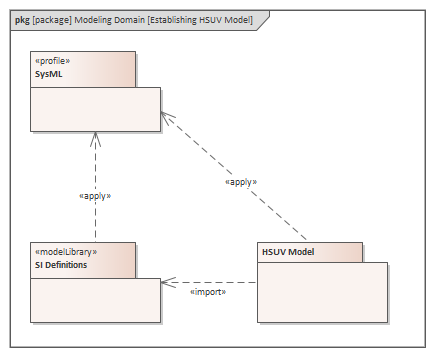 pkg [package] Modeling Domain [Establishing HSUV Model]
«profile»
SysML
«apply»
«apply»
«modelLibrary»
SI Definitions
HSUV Model
«import»